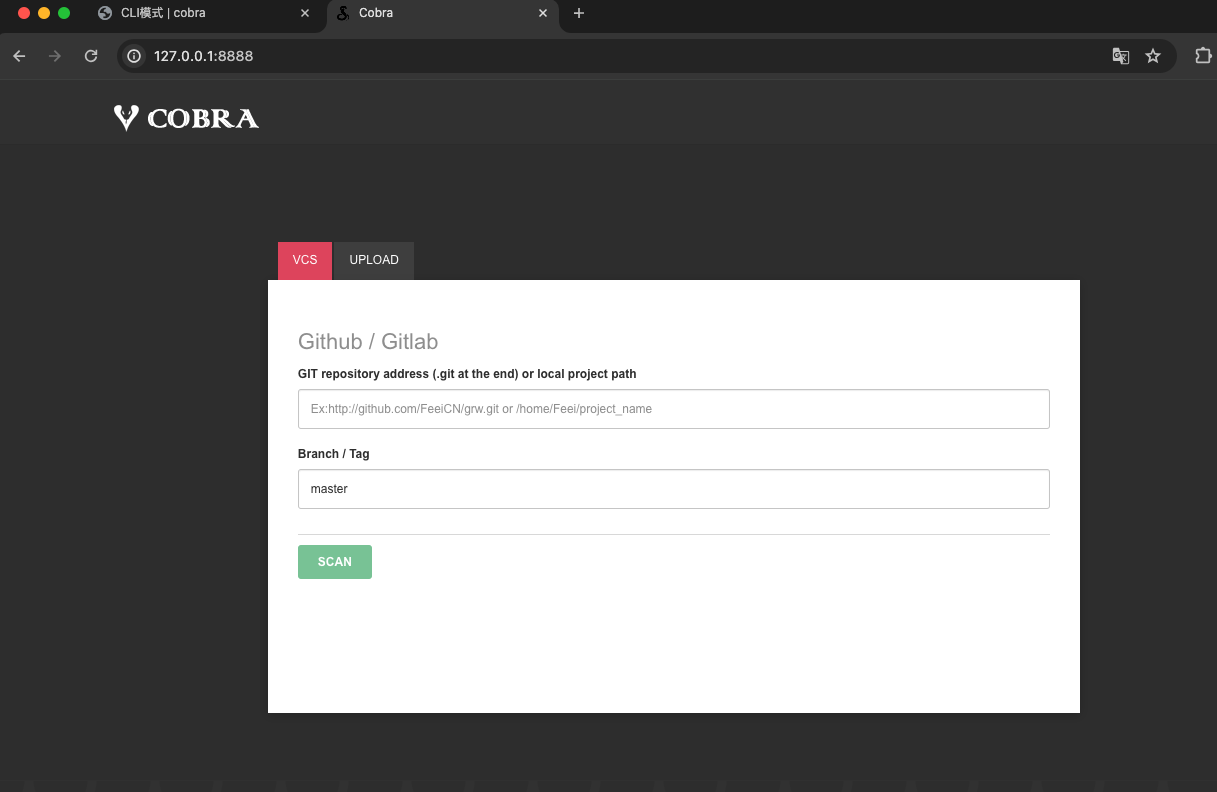 CLI模式 | cobra
Cobra
127.0.0.1:8888
COBRA
VCS
UPLOAD
Github / Gitlab
GIT repository address (.git at the end) or local project path
Ex:http://github.com/FeeiCN/grw.git or /home/Feei/project_name
Branch / Tag
master
SCAN